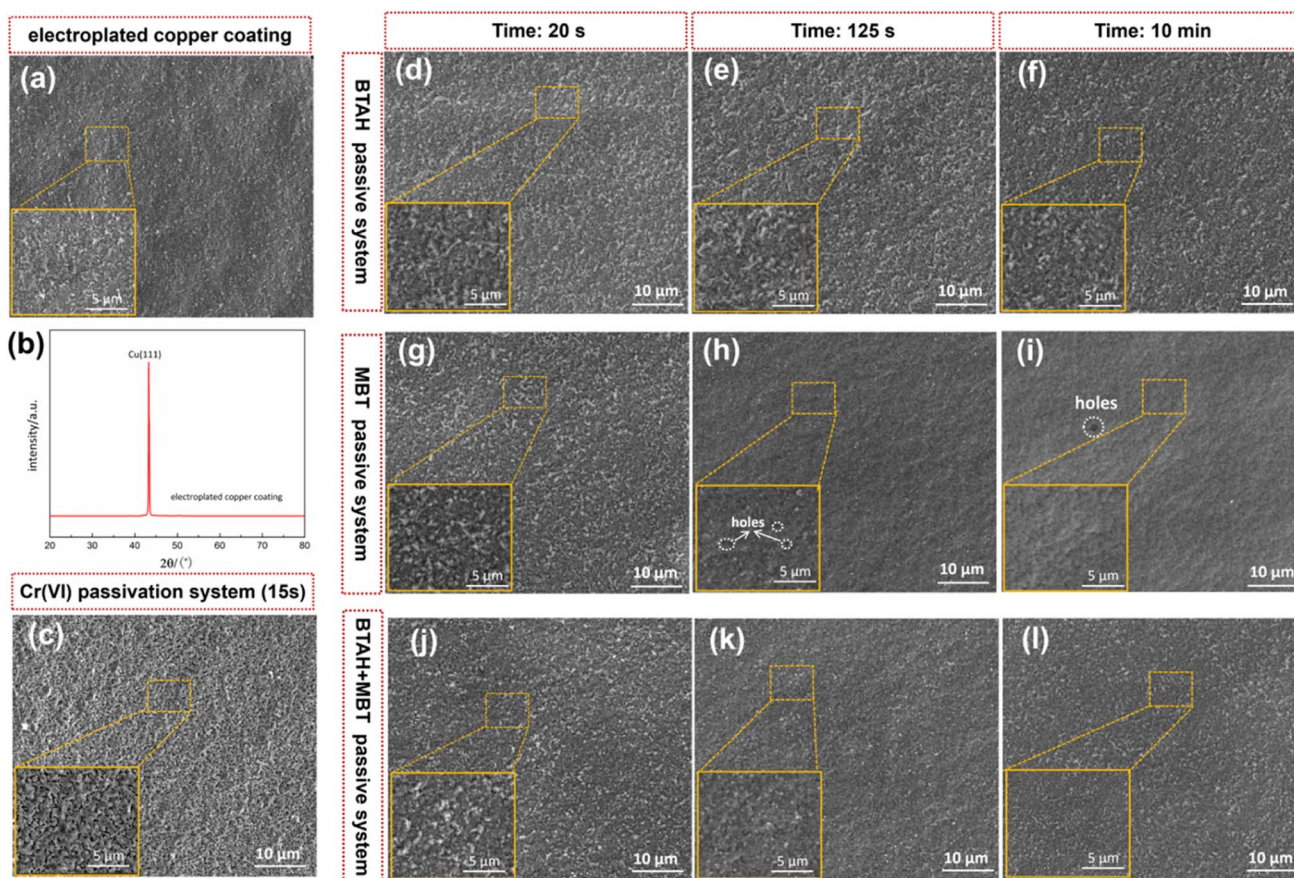 electroplated copper coating
Time: 20 s
Time: 125 s
Time: 10 min
(a)
5 μm
BTAH passive system
(d)
5 μm
10 μm
(e)
5 μm
10 μm
(f)
5 μm
10 μm
(b)
Cu(111)
intensity/a.u.
electroplated copper coating
20
30
40
50
60
70
80
2θ/(°)
MBT passive system
(g)
5 μm
10 μm
(h)
holes
5 μm
10 μm
(i)
holes
5 μm
10 μm
Cr(VI) passivation system (15s)
(c)
5 μm
10 μm
BTAH+MBT passive system
(j)
5 μm
10 μm
(k)
5 μm
10 μm
(l)
5 μm
10 μm